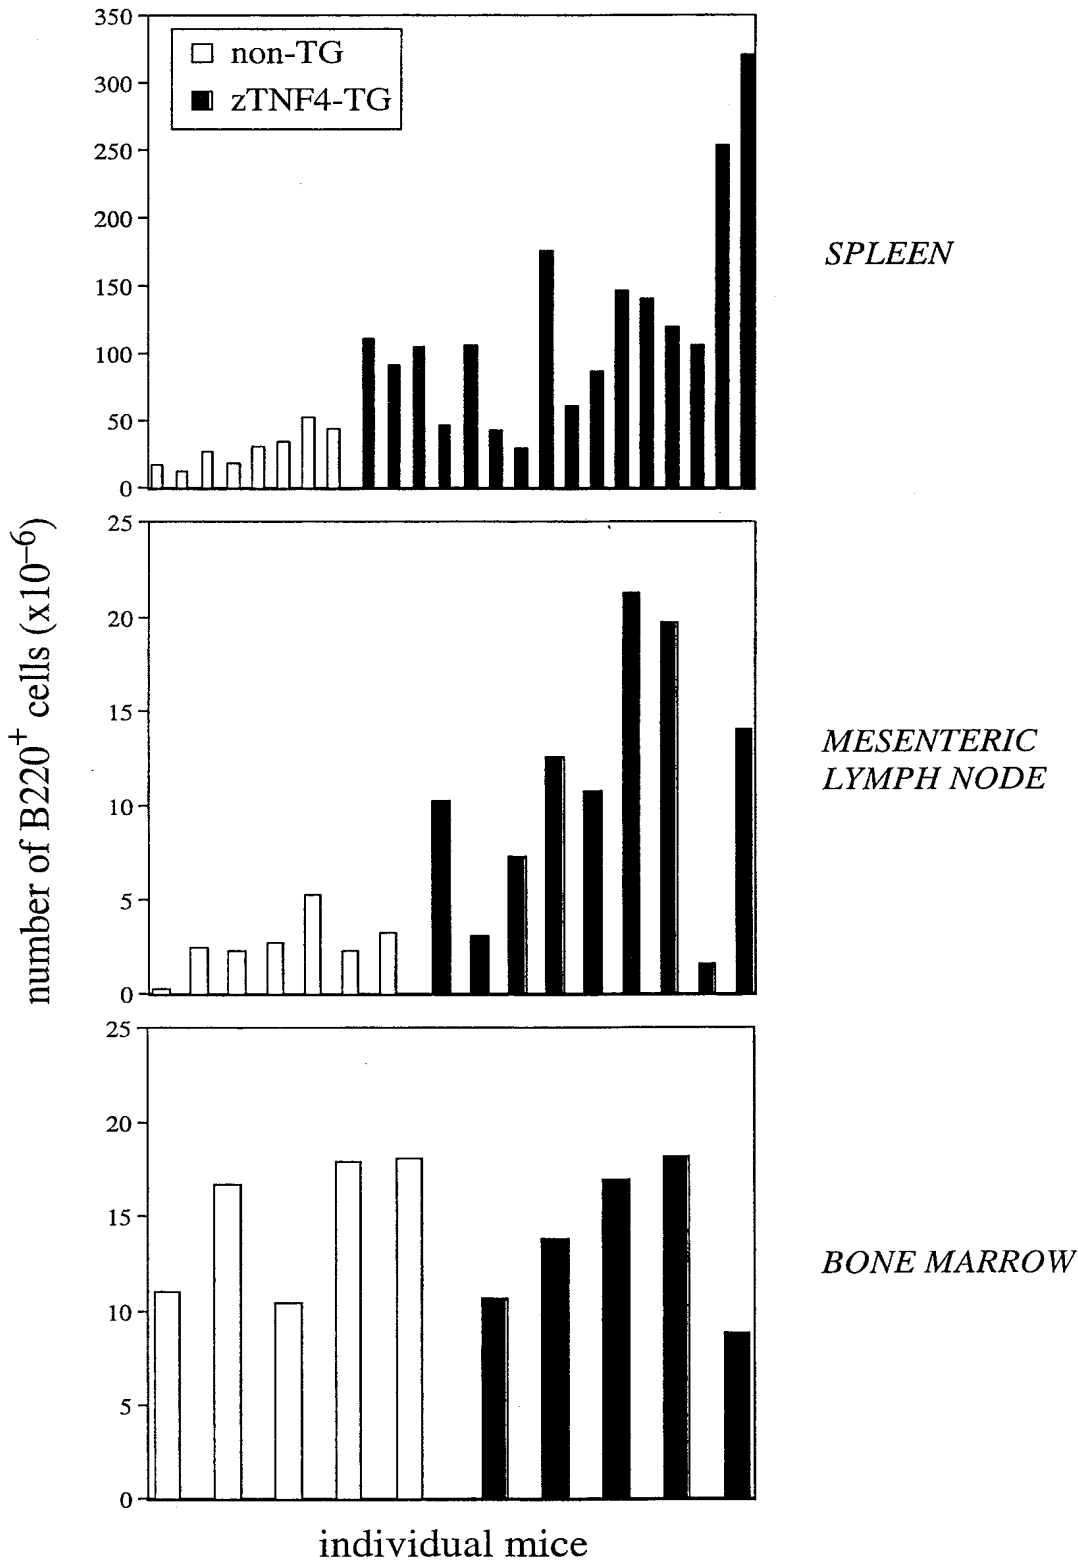 number of B220⁺ cells (x10⁻⁶)
350
300
250
200
150
100
50
0
non-TG
zTNF4-TG
SPLEEN
25
20
15
10
5
0
MESENTERIC
LYMPH NODE
25
20
15
10
5
0
BONE MARROW
individual mice